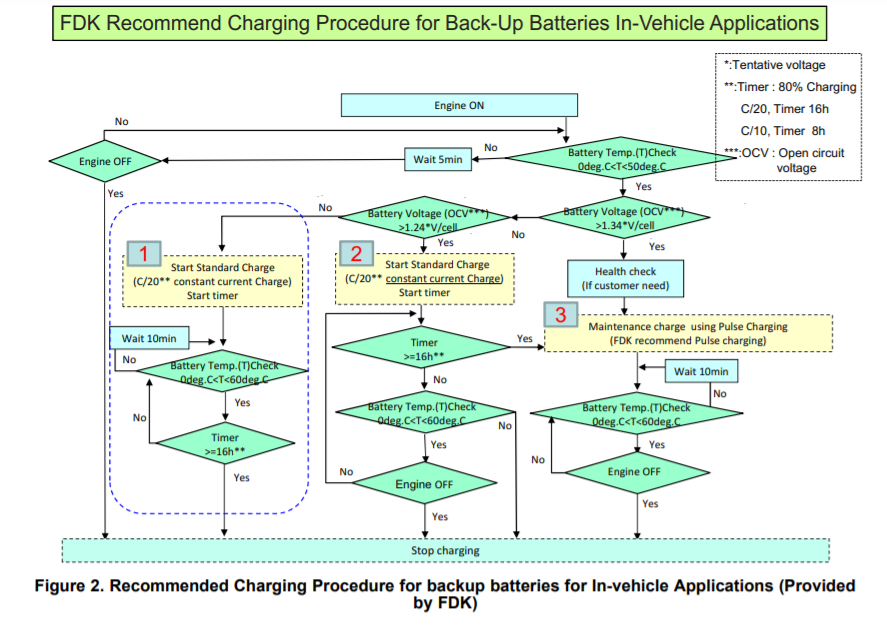 FDK Recommend Charging Procedure for Back-Up Batteries In-Vehicle Applications
*:Tentative voltage
**:Timer : 80% Charging
C/20, Timer 16h
C/10, Timer 8h
***:OCV : Open circuit
voltage
Engine ON
No
Engine OFF
Wait 5min
No
Battery Temp.(T)Check
0deg.C<T<50deg.C
Yes
Yes
No
Battery Voltage (OCV***)
>1.24*V/cell
No
Battery Voltage (OCV***)
>1.34*V/cell
Yes
Yes
1
Start Standard Charge
(C/20** constant current Charge)
Start timer
2
Start Standard Charge
(C/20** constant current Charge)
Start timer
Health check
(If customer need)
3
Maintenance charge using Pulse Charging
(FDK recommend Pulse charging)
Wait 10min
No
Battery Temp.(T)Check
0deg.C<T<60deg.C
Yes
No
Timer
>=16h**
Yes
Timer
>=16h**
Yes
No
Battery Temp.(T)Check
0deg.C<T<60deg.C
No
Yes
No
Engine OFF
Yes
Wait 10min
No
Battery Temp.(T)Check
0deg.C<T<60deg.C
Yes
No
Engine OFF
Yes
Stop charging
Figure 2. Recommended Charging Procedure for backup batteries for In-vehicle Applications (Provided
by FDK)